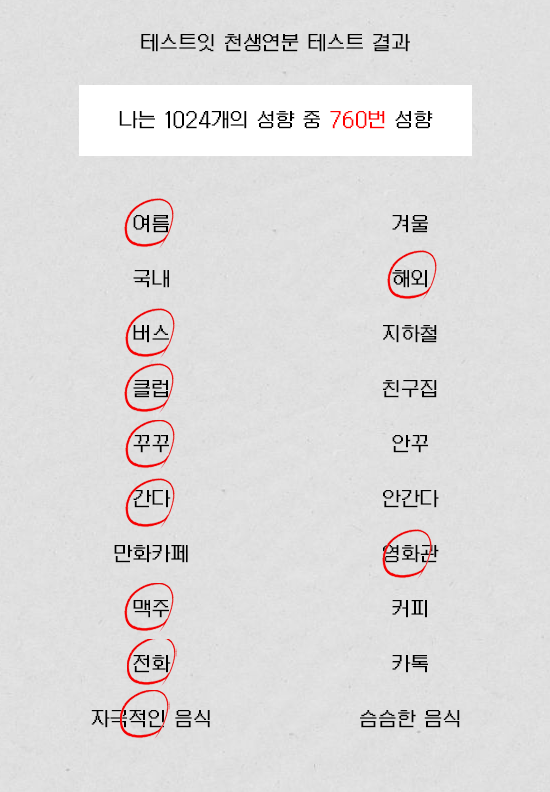 테스트잇 천생연분 테스트 결과
나는 1024개의 성향 중 760번 성향
여름 겨울
국내 해외
버스 지하철
클럽 친구집
꾸꾸 안꾸
간다 안간다
만화카페 영화관
맥주 커피
전화 카톡
자극적인 음식 슴슴한 음식